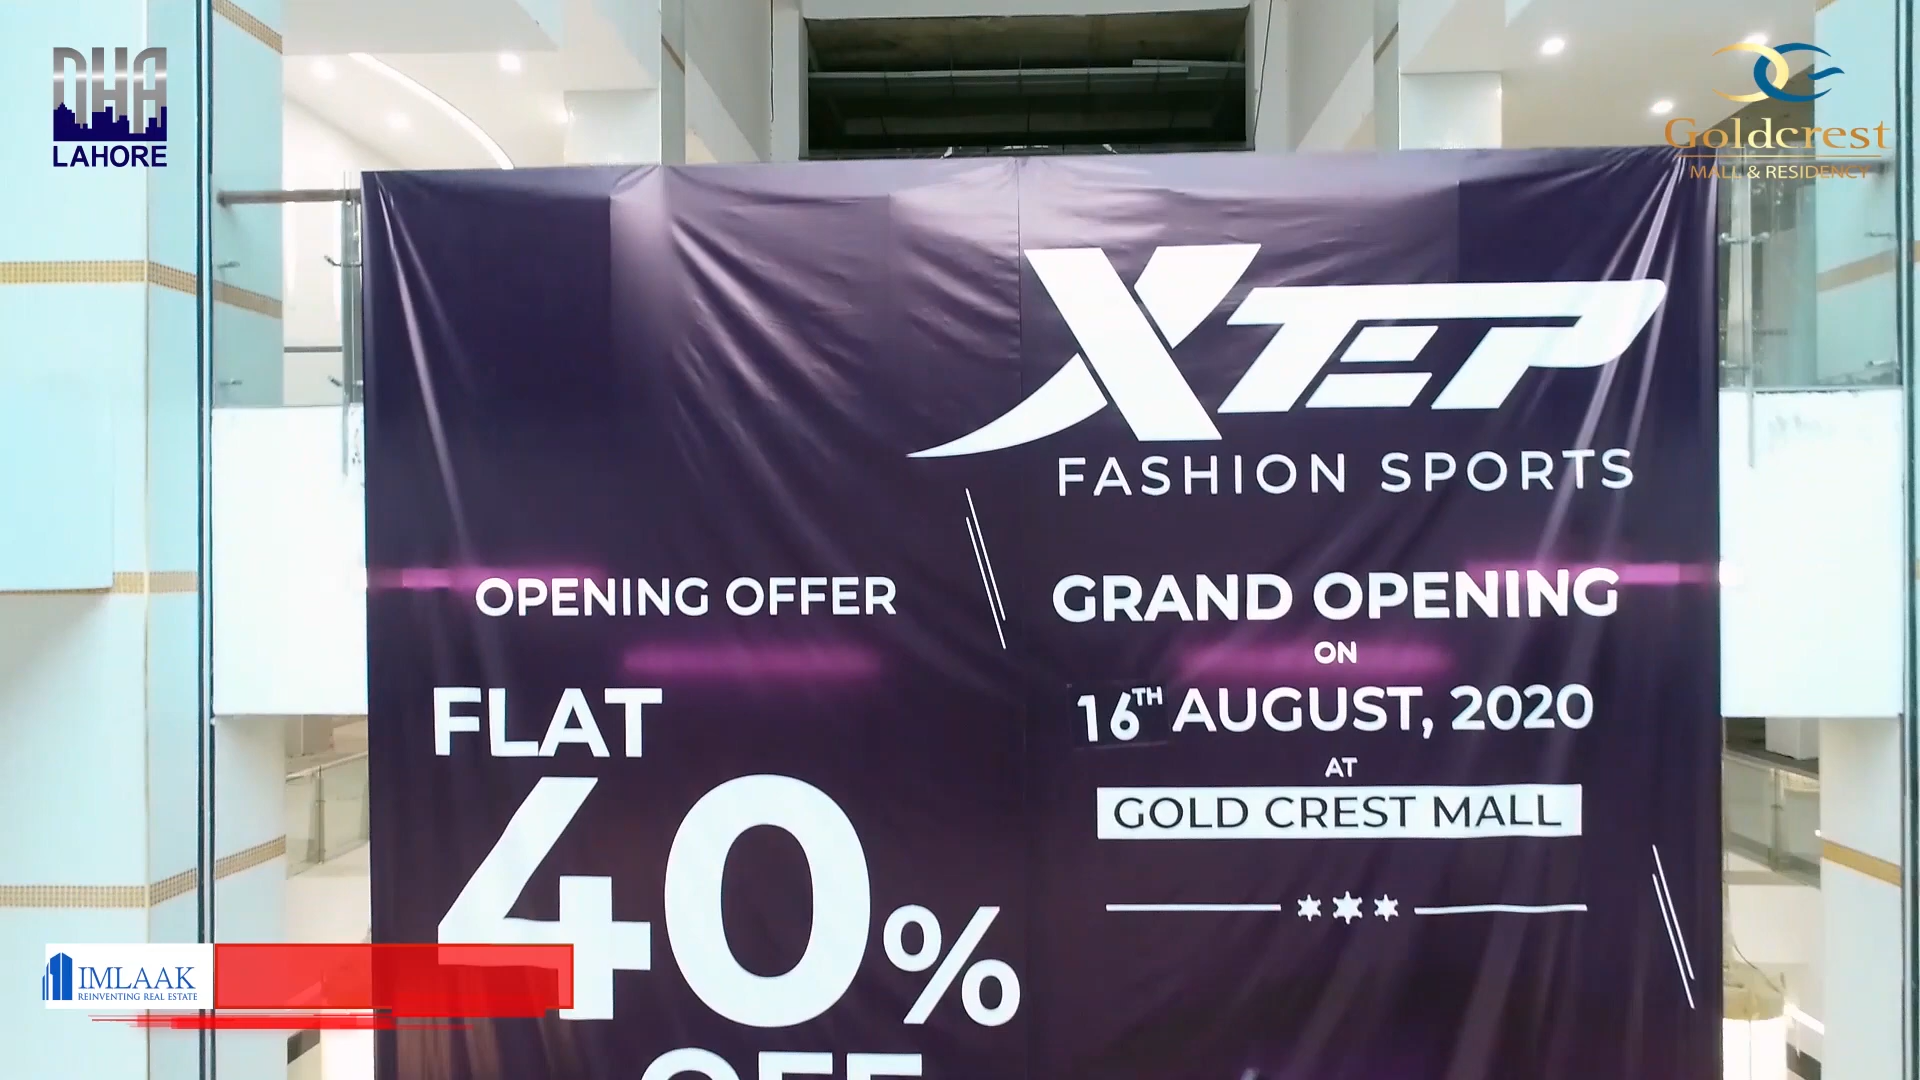 DHA
LAHORE
Goldcrest
MALL & RESIDENCY
XTEP
FASHION SPORTS
OPENING OFFER
FLAT
40%
OFF
GRAND OPENING
ON
16TH AUGUST, 2020
AT
GOLD CREST MALL
IMLAAK
REINVENTING REAL ESTATE